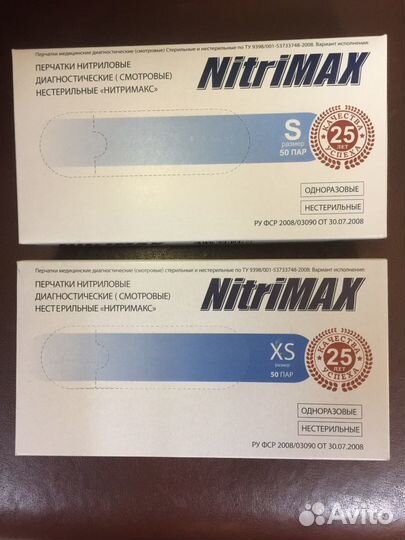 Перчатки медицинские диагностические (смотровые) Стерильные и нестерильные по ТУ 9398/001-53733748-2008. Вариант исполнения:
ПЕРЧАТКИ НИТРИЛОВЫЕ
ДИАГНОСТИЧЕСКИЕ ( СМОТРОВЫЕ)
НЕСТЕРИЛЬНЫЕ «НИТРИМАКС»
NitriMAX
S
размер
50 ПАР
КАЧЕСТВА
25
ЛЕТ
УСПЕХА
ОДНОРАЗОВЫЕ
НЕСТЕРИЛЬНЫЕ
РУ ФСР 2008/03090 ОТ 30.07.2008
Перчатки медицинские диагностические (смотровые) стерильные и нестерильные по ТУ 9398/001-53733748-2008. Вариант исполнения:
ПЕРЧАТКИ НИТРИЛОВЫЕ
ДИАГНОСТИЧЕСКИЕ ( СМОТРОВЫЕ)
НЕСТЕРИЛЬНЫЕ «НИТРИМАКС»
NitriMAX
XS
размер
50 ПАР
КАЧЕСТВА
25
ЛЕТ
УСПЕХА
ОДНОРАЗОВЫЕ
НЕСТЕРИЛЬНЫЕ
РУ ФСР 2008/03090 ОТ 30.07.2008
Avito